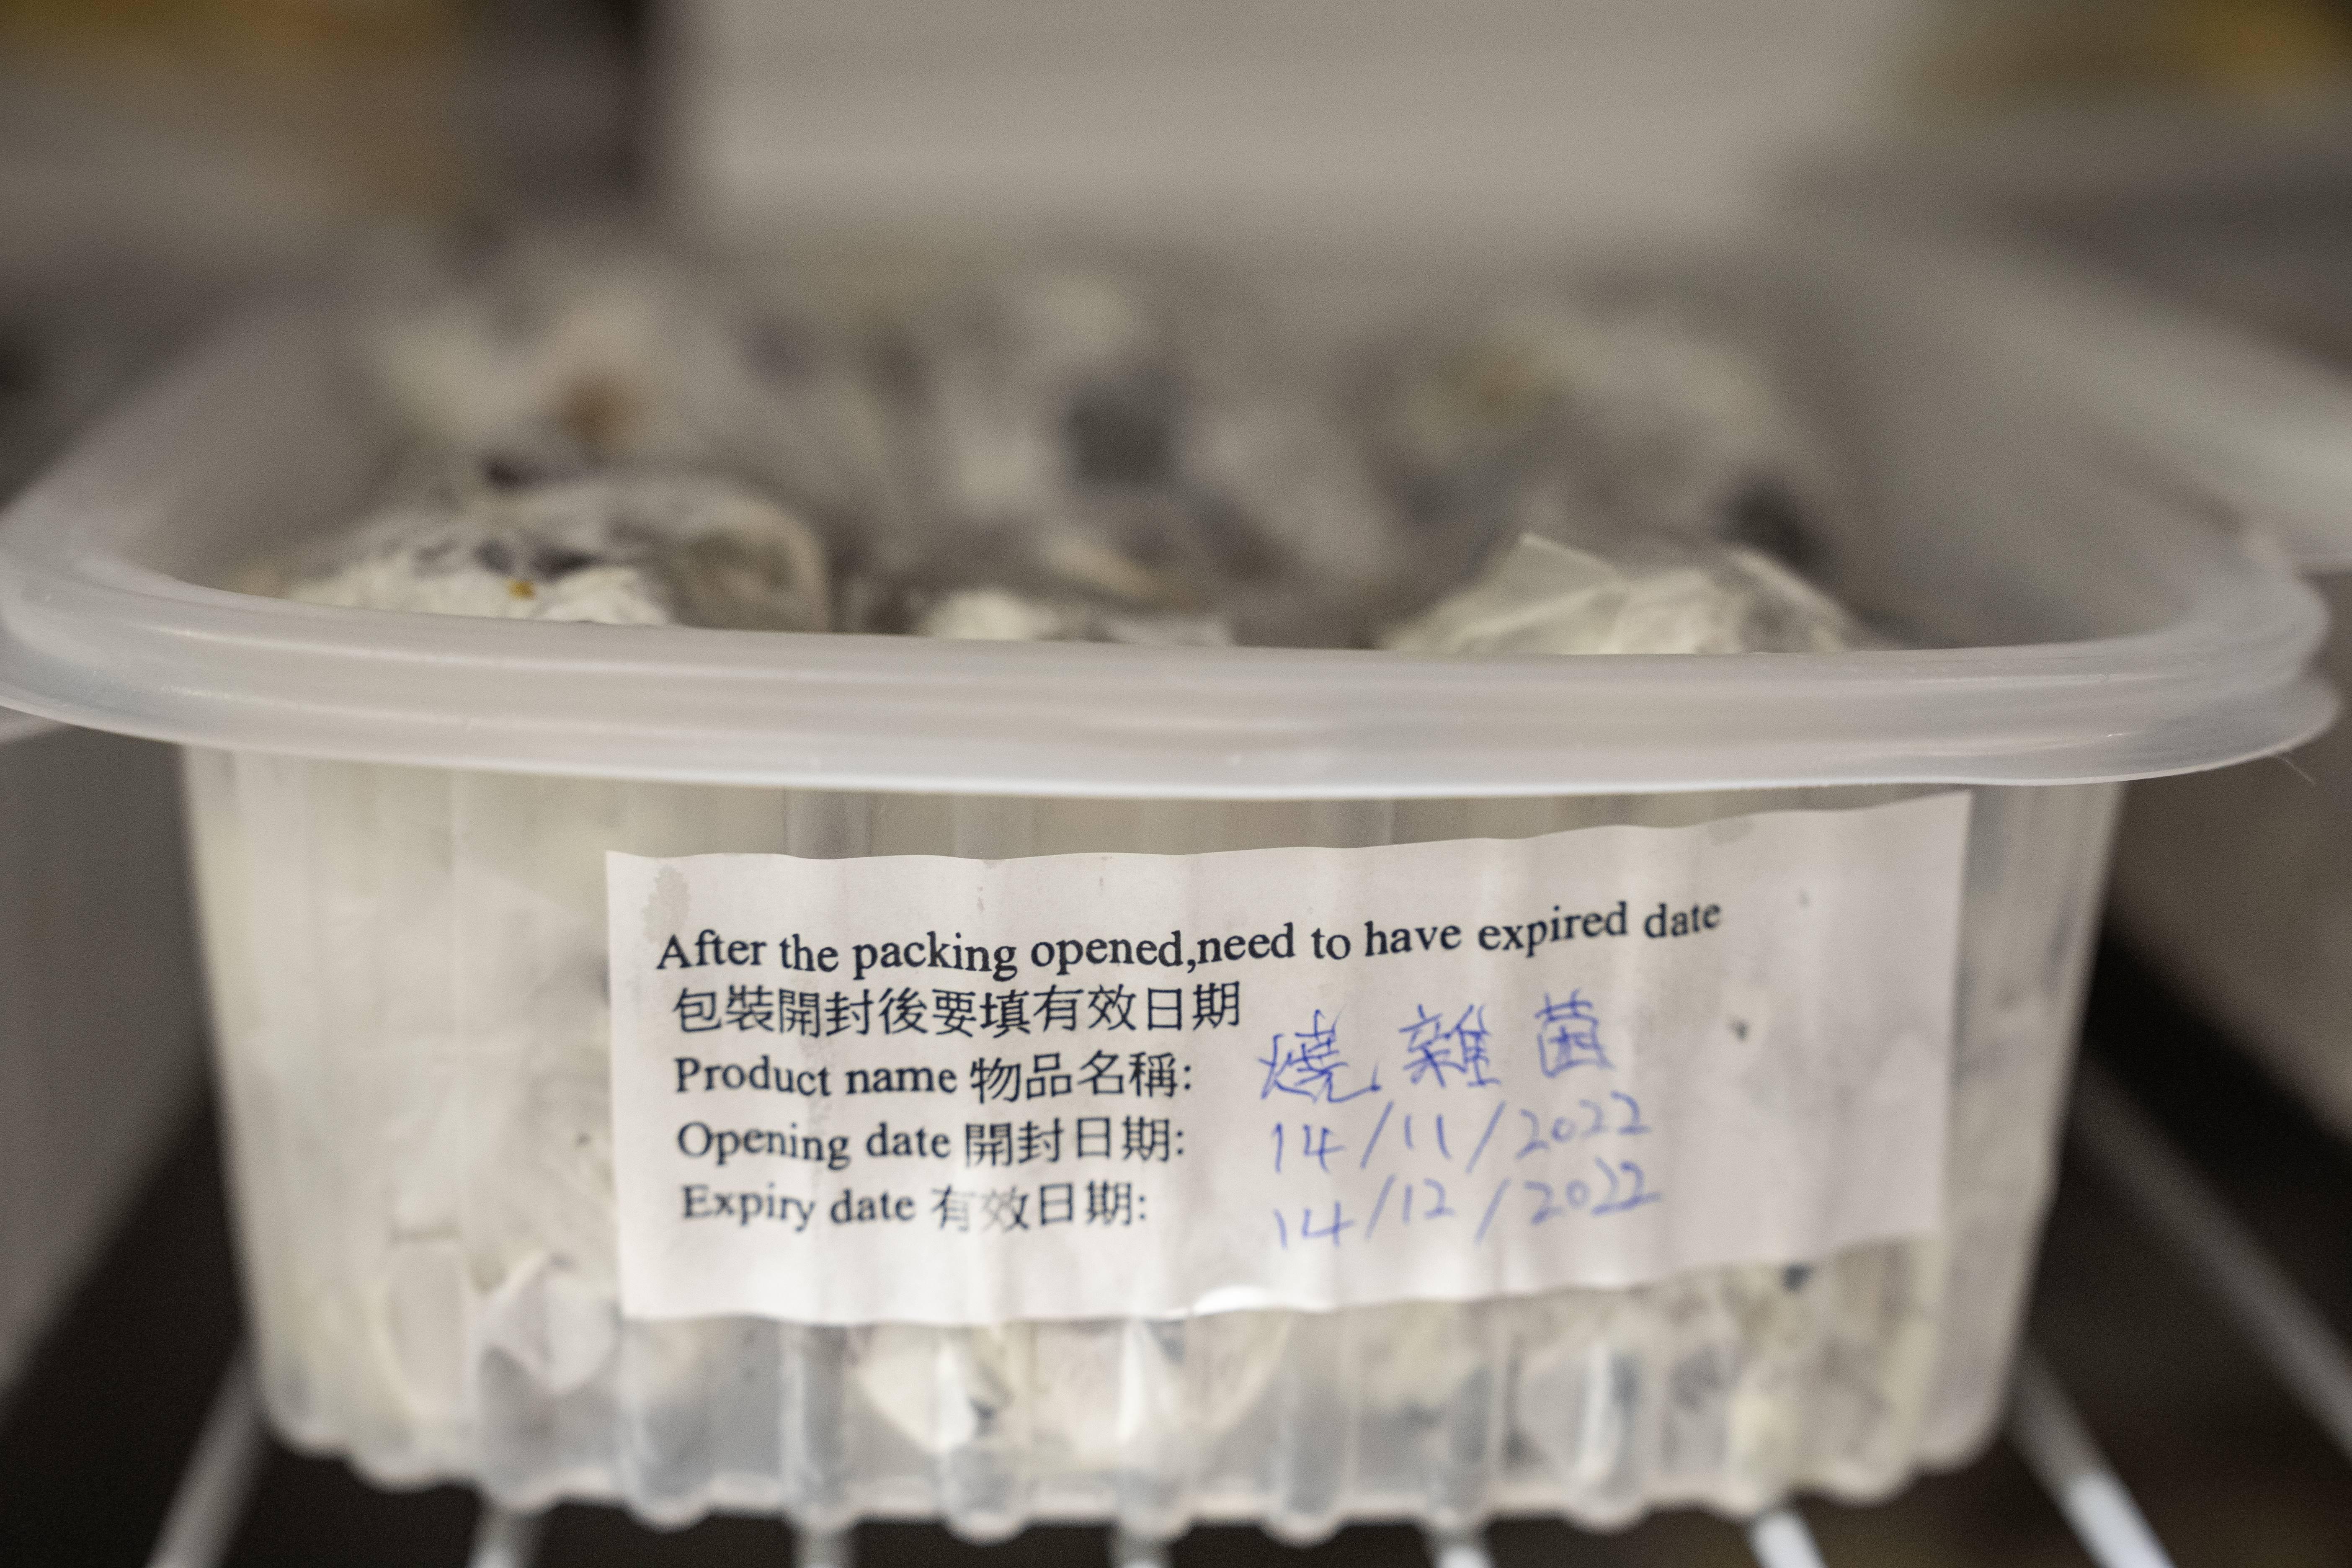 After the packing opened,need to have expired date
包裝開封後要填有效日期
Product name 物品名稱: 燒 雜 菌
Opening date 開封日期: 14/11/2022
Expiry date 有效日期: 14/12/2022